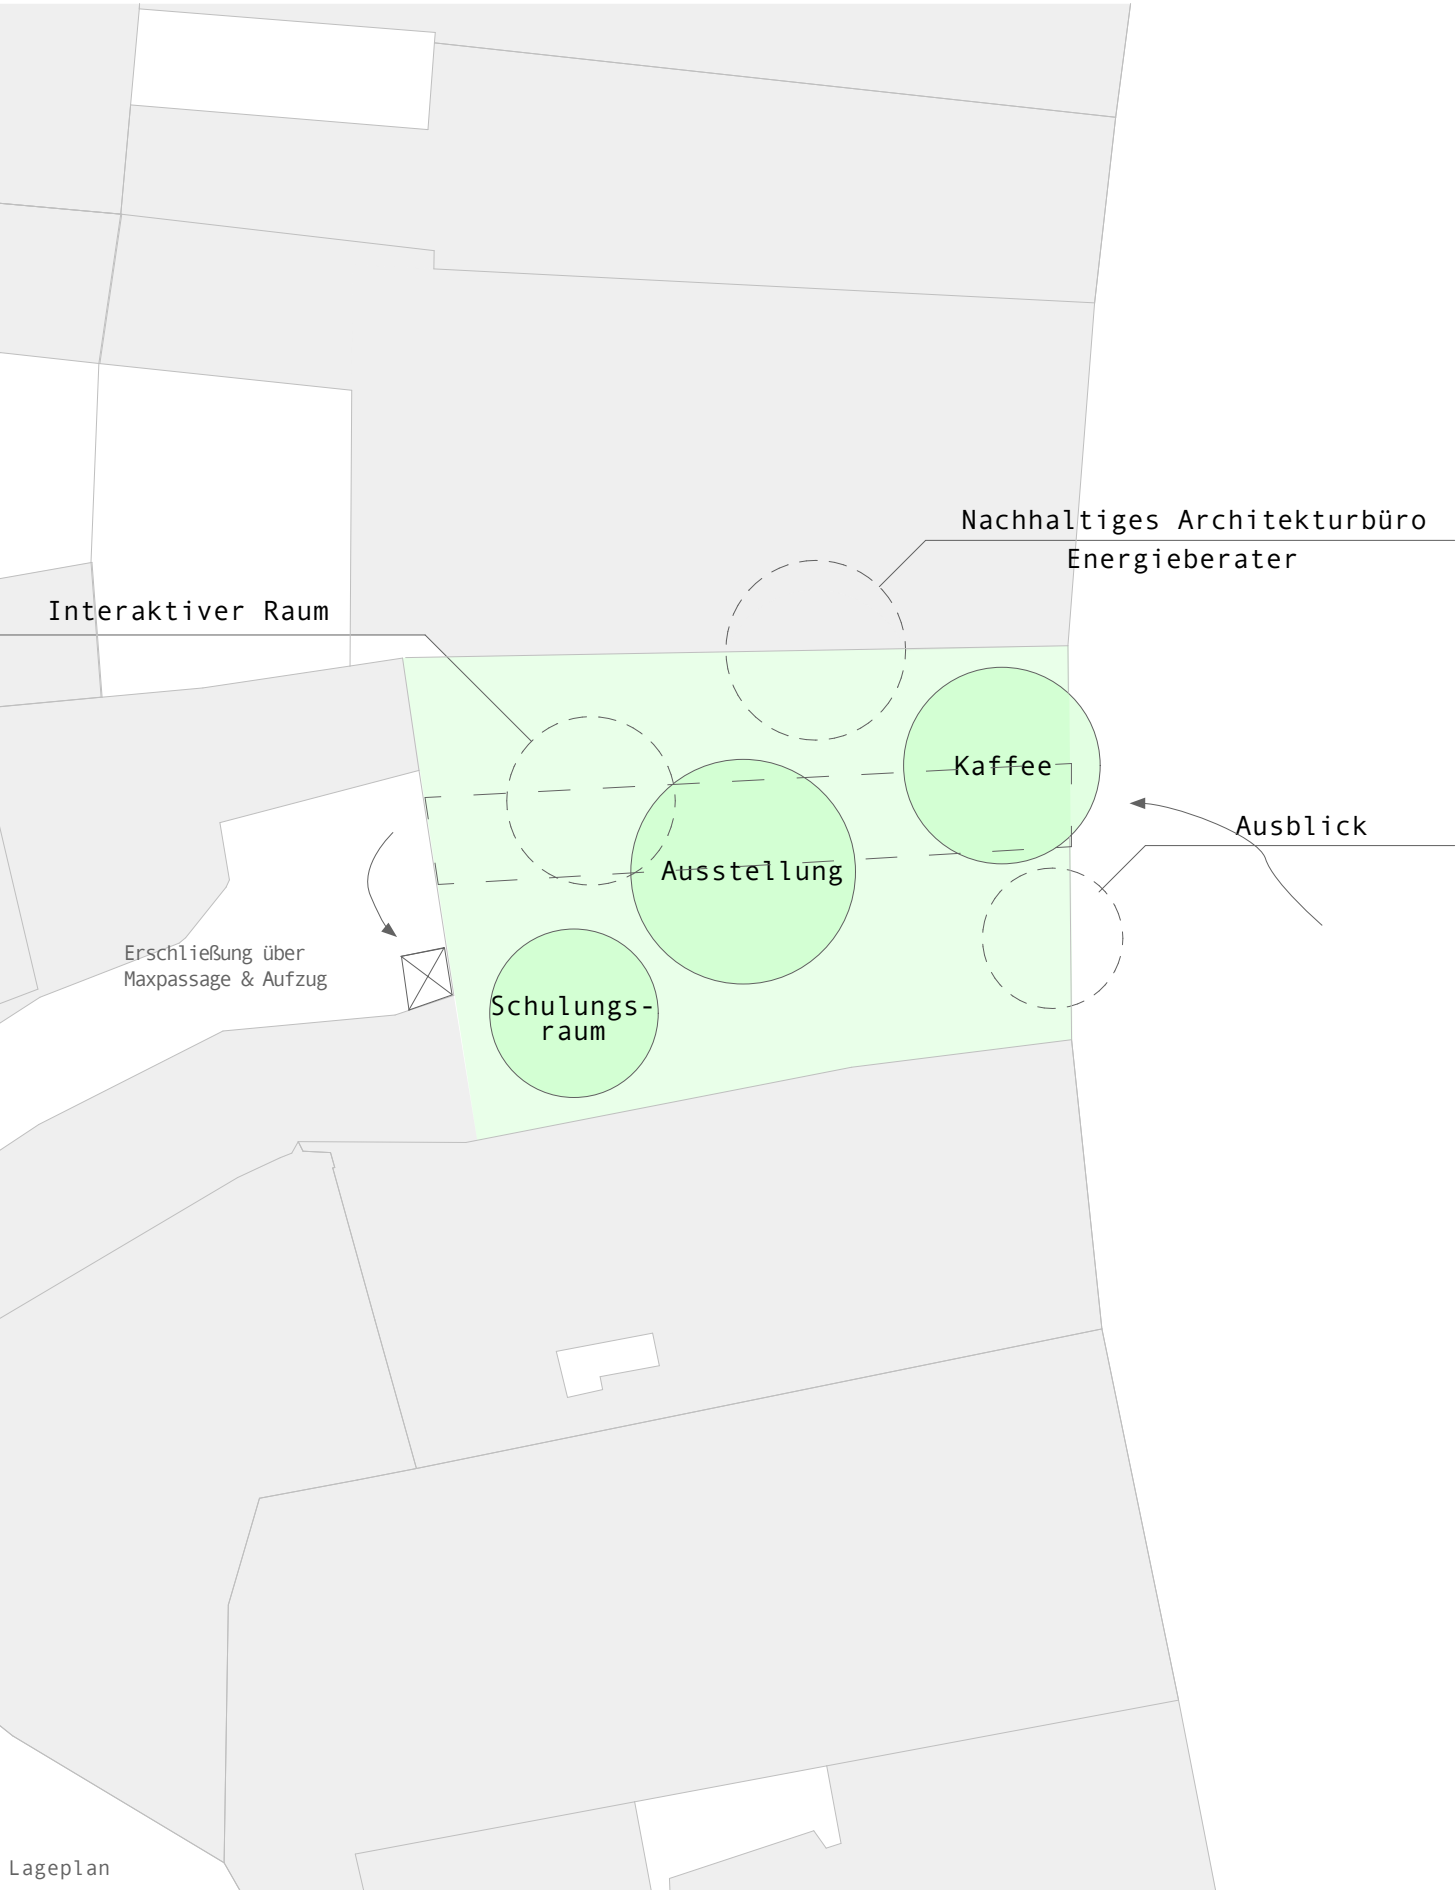 Nachhaltiges Architekturbüro
Energieberater
Interaktiver Raum
Kaffee
Ausblick
Ausstellung
Erschließung über
Maxpassage & Aufzug
Schulungs-
raum
Lageplan